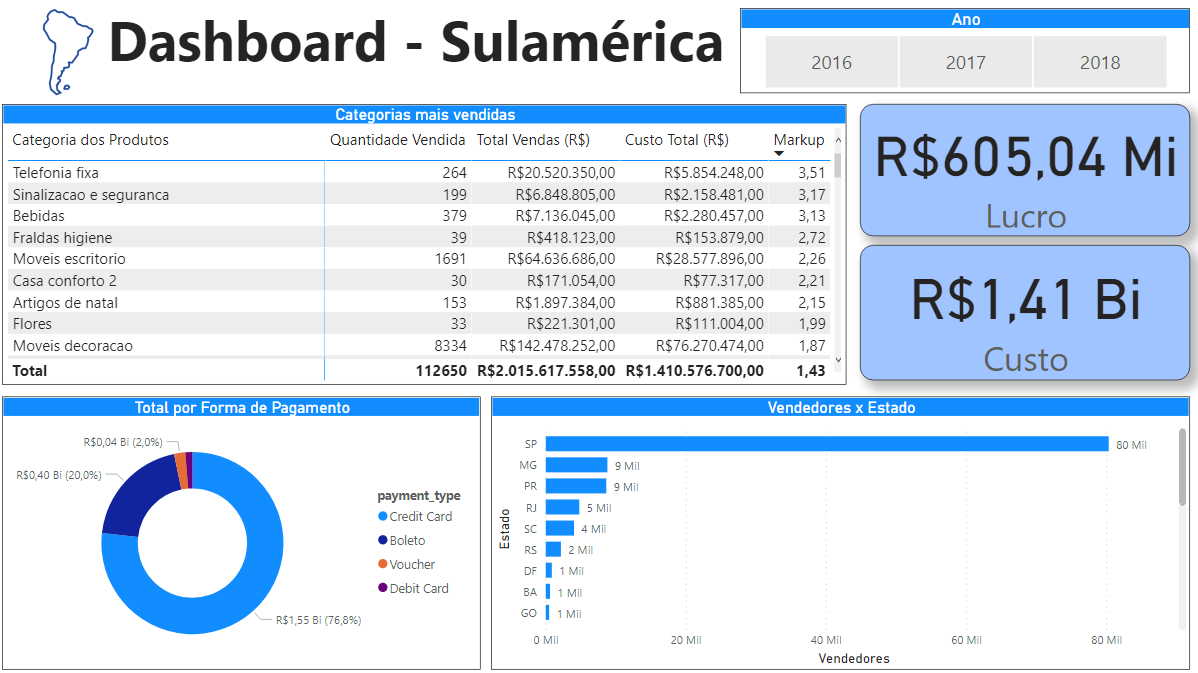 Dashboard - Sulamérica
Ano
2016 2017 2018
Categorias mais vendidas
Categoria dos Produtos Quantidade Vendida Total Vendas (R$) Custo Total (R$) Markup
Telefonia fixa 264 R$20.520.350,00 R$5.854.248,00 3,51
Sinalizacao e seguranca 199 R$6.848.805,00 R$2.158.481,00 3,17
Bebidas 379 R$7.136.045,00 R$2.280.457,00 3,13
Fraldas higiene 39 R$418.123,00 R$153.879,00 2,72
Moveis escritorio 1691 R$64.636.686,00 R$28.577.896,00 2,26
Casa conforto 2 30 R$171.054,00 R$77.317,00 2,21
Artigos de natal 153 R$1.897.384,00 R$881.385,00 2,15
Flores 33 R$221.301,00 R$111.004,00 1,99
Moveis decoracao 8334 R$142.478.252,00 R$76.270.474,00 1,87
Total 112650 R$2.015.617.558,00 R$1.410.576.700,00 1,43
R$605,04 Mi
Lucro
R$1,41 Bi
Custo
Total por Forma de Pagamento
R$0,04 Bi (2,0%)
R$0,40 Bi (20,0%)
R$1,55 Bi (76,8%)
payment_type
Credit Card
Boleto
Voucher
Debit Card
Vendedores x Estado
Estado
SP 80 Mil
MG 9 Mil
PR 9 Mil
RJ 5 Mil
SC 4 Mil
RS 2 Mil
DF 1 Mil
BA 1 Mil
GO 1 Mil
0 Mil 20 Mil 40 Mil 60 Mil 80 Mil
Vendedores